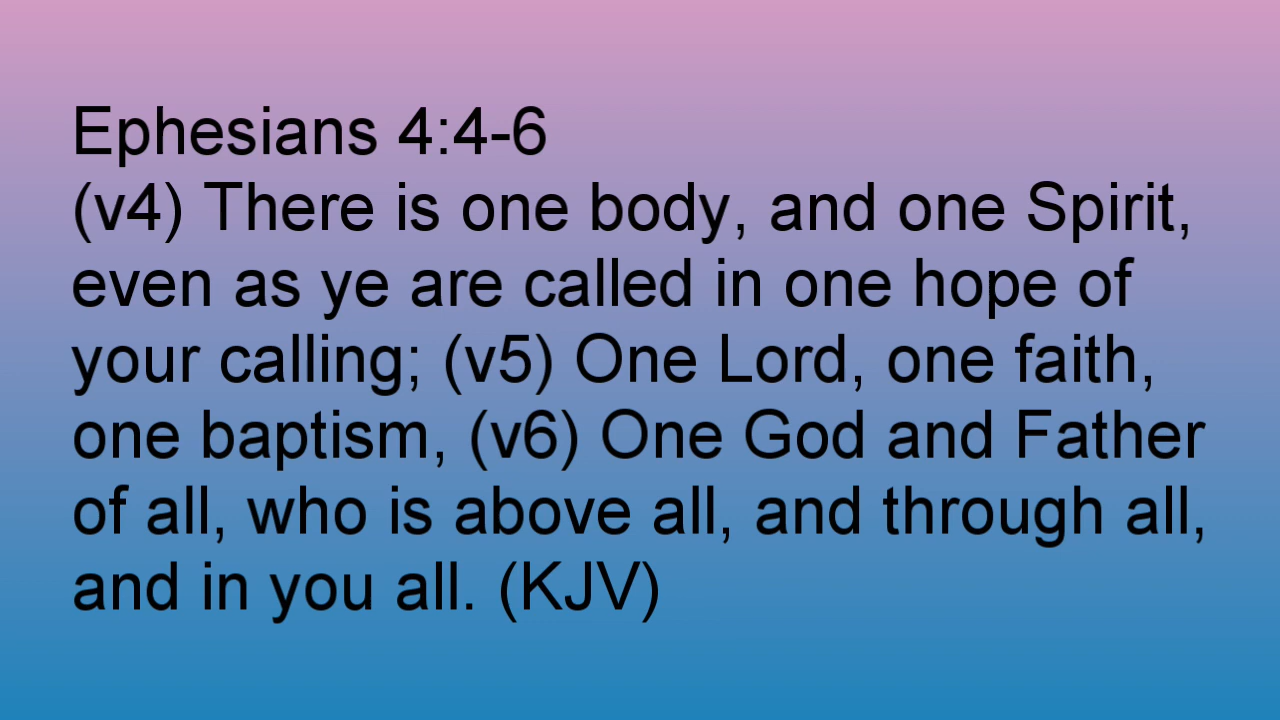 Ephesians 4:4-6
(v4) There is one body, and one Spirit,
even as ye are called in one hope of
your calling; (v5) One Lord, one faith,
one baptism, (v6) One God and Father
of all, who is above all, and through all,
and in you all. (KJV)